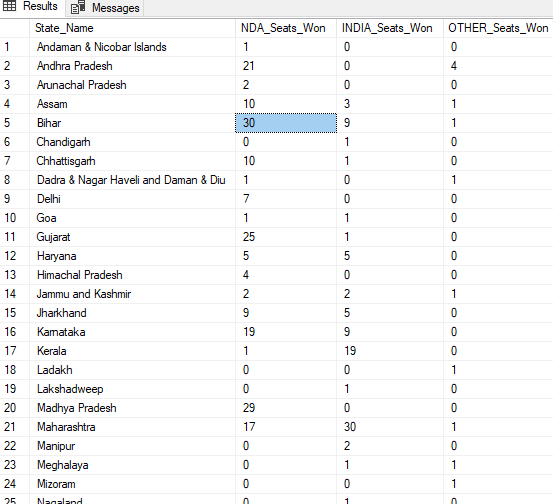 Results Messages
State_Name NDA_Seats_Won INDIA_Seats_Won OTHER_Seats_Won
1 Andaman & Nicobar Islands 1 0 0
2 Andhra Pradesh 21 0 4
3 Arunachal Pradesh 2 0 0
4 Assam 10 3 1
5 Bihar 30 9 1
6 Chandigarh 0 1 0
7 Chhattisgarh 10 1 0
8 Dadra & Nagar Haveli and Daman & Diu 1 0 1
9 Delhi 7 0 0
10 Goa 1 1 0
11 Gujarat 25 1 0
12 Haryana 5 5 0
13 Himachal Pradesh 4 0 0
14 Jammu and Kashmir 2 2 1
15 Jharkhand 9 5 0
16 Karnataka 19 9 0
17 Kerala 1 19 0
18 Ladakh 0 0 1
19 Lakshadweep 0 1 0
20 Madhya Pradesh 29 0 0
21 Maharashtra 17 30 1
22 Manipur 0 2 0
23 Meghalaya 0 1 1
24 Mizoram 0 0 1
25 Nagaland 0 1 0